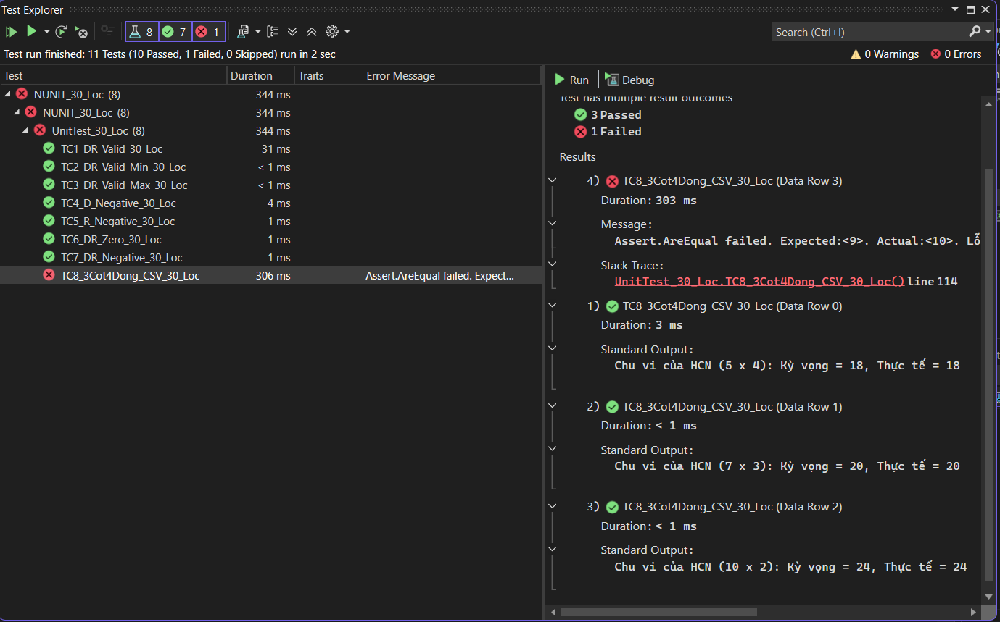 Test Explorer
8 7 1
Search (Ctrl+I)
Test run finished: 11 Tests (10 Passed, 1 Failed, 0 Skipped) run in 2 sec
0 Warnings 0 Errors
Test Duration Traits Error Message
NUNIT_30_Loc (8) 344 ms
NUNIT_30_Loc (8) 344 ms
UnitTest_30_Loc (8) 344 ms
TC1_DR_Valid_30_Loc 31 ms
TC2_DR_Valid_Min_30_Loc < 1 ms
TC3_DR_Valid_Max_30_Loc < 1 ms
TC4_D_Negative_30_Loc 4 ms
TC5_R_Negative_30_Loc 1 ms
TC6_DR_Zero_30_Loc 1 ms
TC7_DR_Negative_30_Loc 1 ms
TC8_3Cot4Dong_CSV_30_Loc 306 ms Assert.AreEqual failed. Expect...
Run Debug
Test has multiple result outcomes
3 Passed
1 Failed
Results
4) TC8_3Cot4Dong_CSV_30_Loc (Data Row 3)
Duration: 303 ms
Message:
Assert.AreEqual failed. Expected:<9>. Actual:<10>. Lỗ
Stack Trace:
UnitTest_30_Loc.TC8_3Cot4Dong_CSV_30_Loc() line 114
1) TC8_3Cot4Dong_CSV_30_Loc (Data Row 0)
Duration: 3 ms
Standard Output:
Chu vi của HCN (5 x 4): Kỳ vọng = 18, Thực tế = 18
2) TC8_3Cot4Dong_CSV_30_Loc (Data Row 1)
Duration: < 1 ms
Standard Output:
Chu vi của HCN (7 x 3): Kỳ vọng = 20, Thực tế = 20
3) TC8_3Cot4Dong_CSV_30_Loc (Data Row 2)
Duration: < 1 ms
Standard Output:
Chu vi của HCN (10 x 2): Kỳ vọng = 24, Thực tế = 24